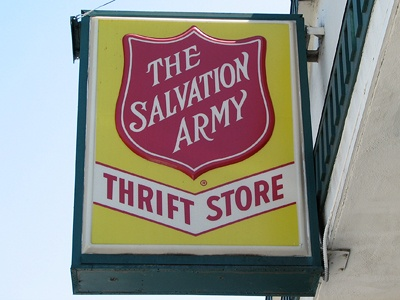 THE
SALVATION
ARMY
®
THRIFT STORE